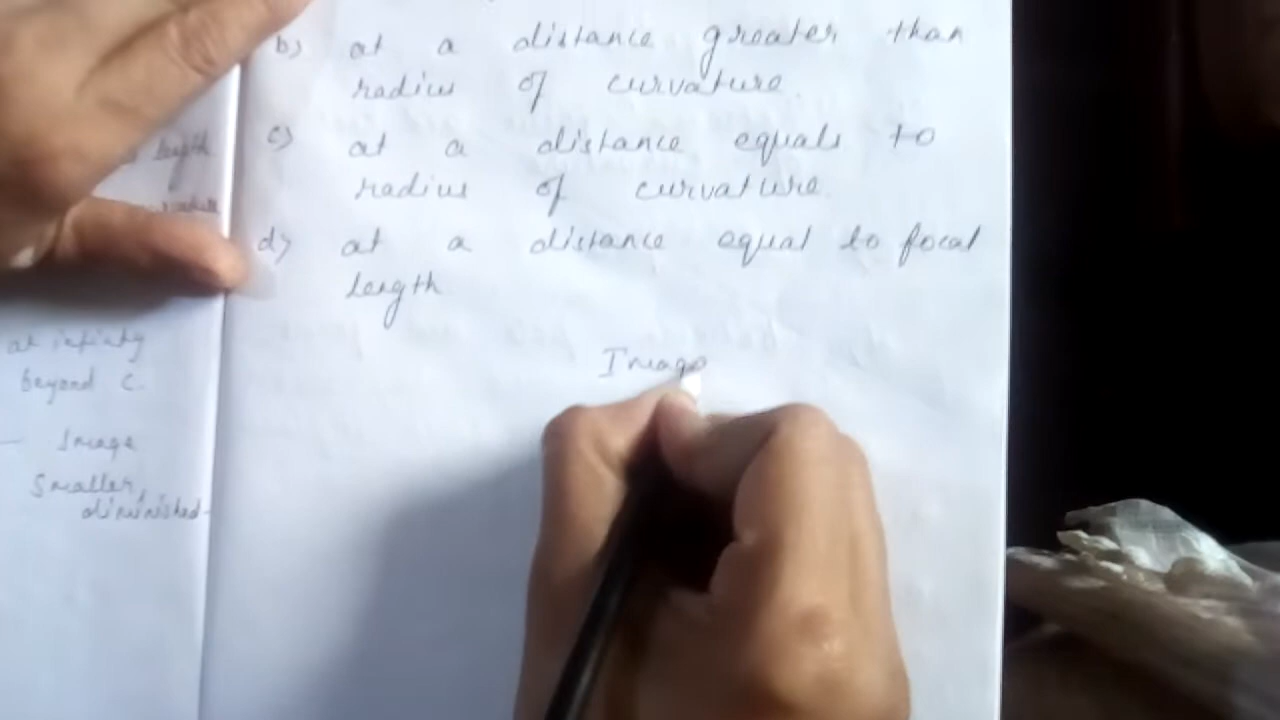 b) at a distance greater than
radius of curvature.
c) at a distance equals to
radius of curvature.
d) at a distance equal to focal
length
Image
length
at infinity
beyond C.
— Image
Smaller,
diminished.